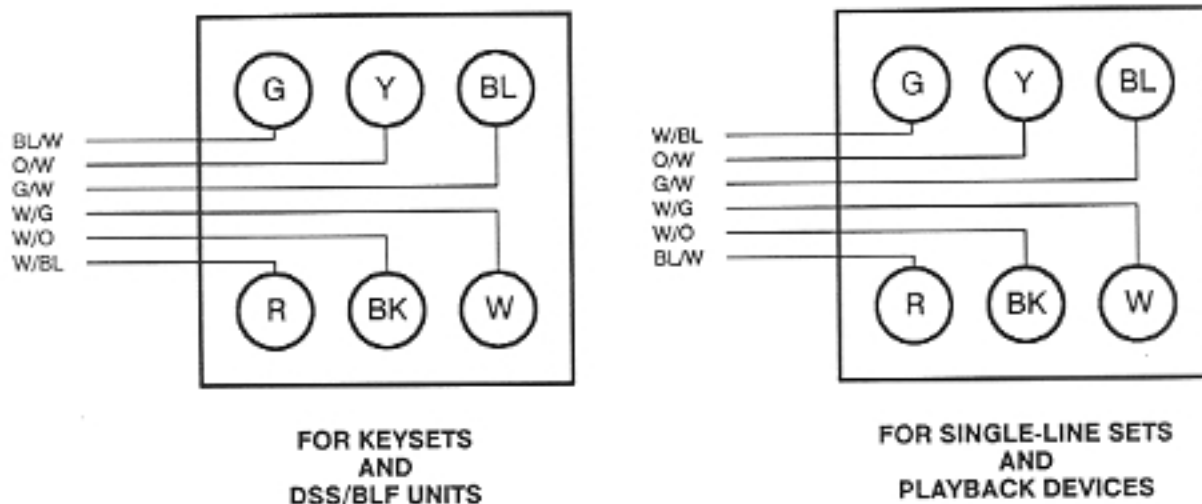 G Y BL
BL/W
O/W
G/W
W/G
W/O
W/BL
R BK W
FOR KEYSETS
AND
DSS/BLF UNITS
G Y BL
W/BL
O/W
G/W
W/G
W/O
BL/W
R BK W
FOR SINGLE-LINE SETS
AND
PLAYBACK DEVICES